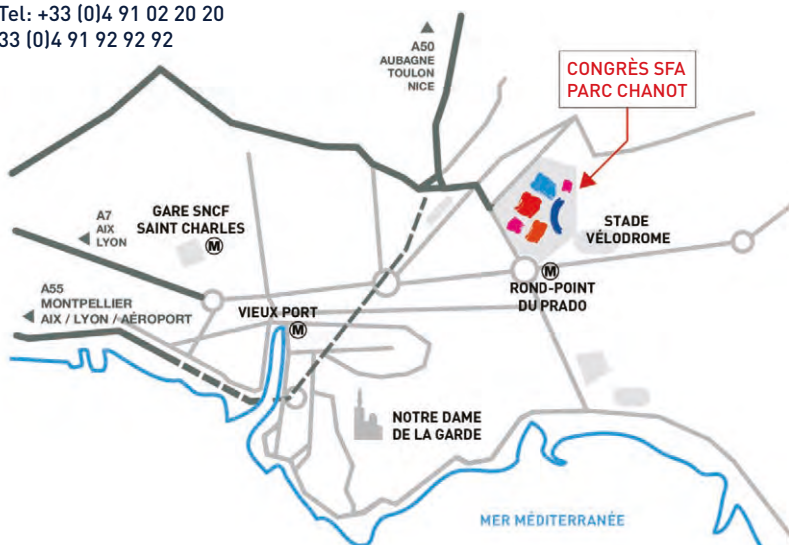 Tel: +33 (0)4 91 02 20 20
33 (0)4 91 92 92 92
A50
AUBAGNE
TOULON
NICE
CONGRÈS SFA
PARC CHANOT
GARE SNCF
SAINT CHARLES
M
A7
AIX
LYON
STADE
VÉLODROME
M
ROND-POINT
DU PRADO
A55
MONTPELLIER
AIX / LYON / AÉROPORT
VIEUX PORT
M
NOTRE DAME
DE LA GARDE
MER MÉDITERRANÉE